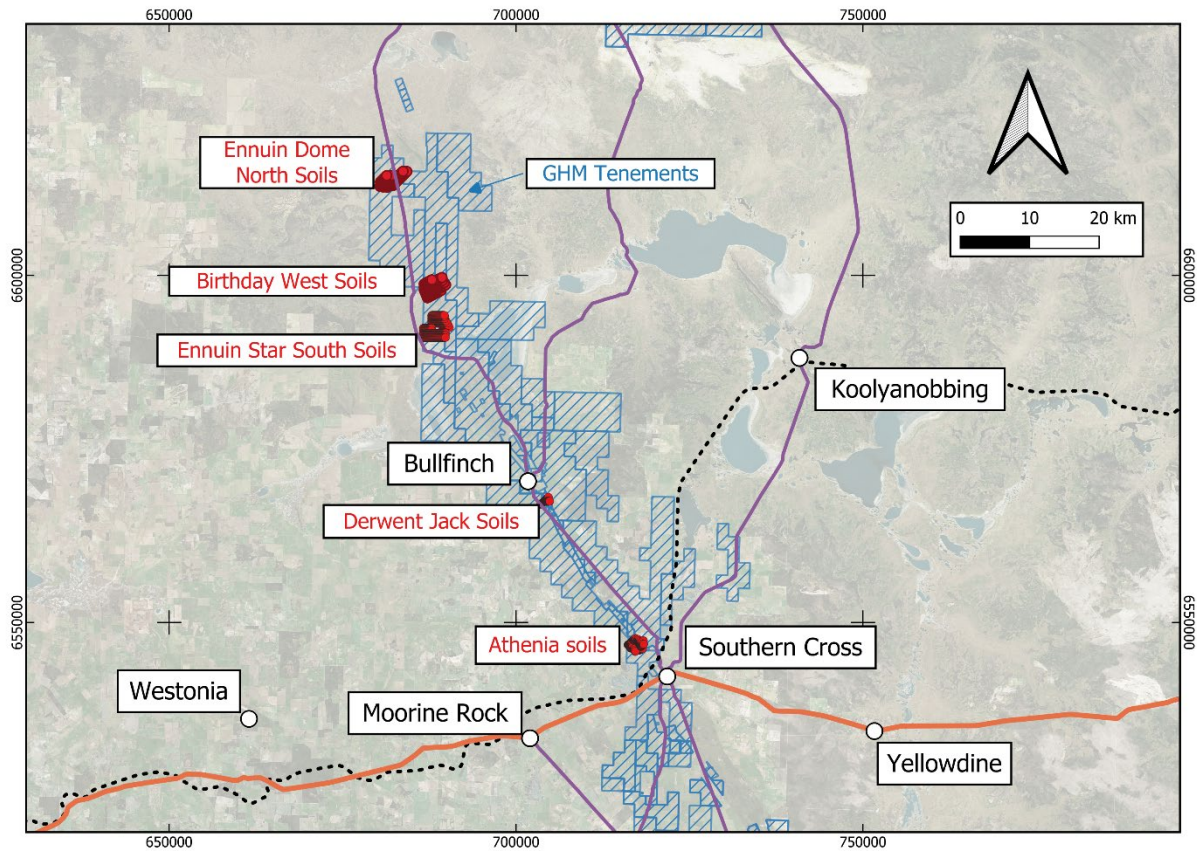 650000
700000
750000
Ennuin Dome
North Soils
GHM Tenements
0 10 20 km
Birthday West Soils
6600000
6600000
Ennuin Star South Soils
Koolyanobbing
Bullfinch
Derwent Jack Soils
6550000
6550000
Athenia soils
Southern Cross
Westonia
Moorine Rock
Yellowdine
650000
700000
750000